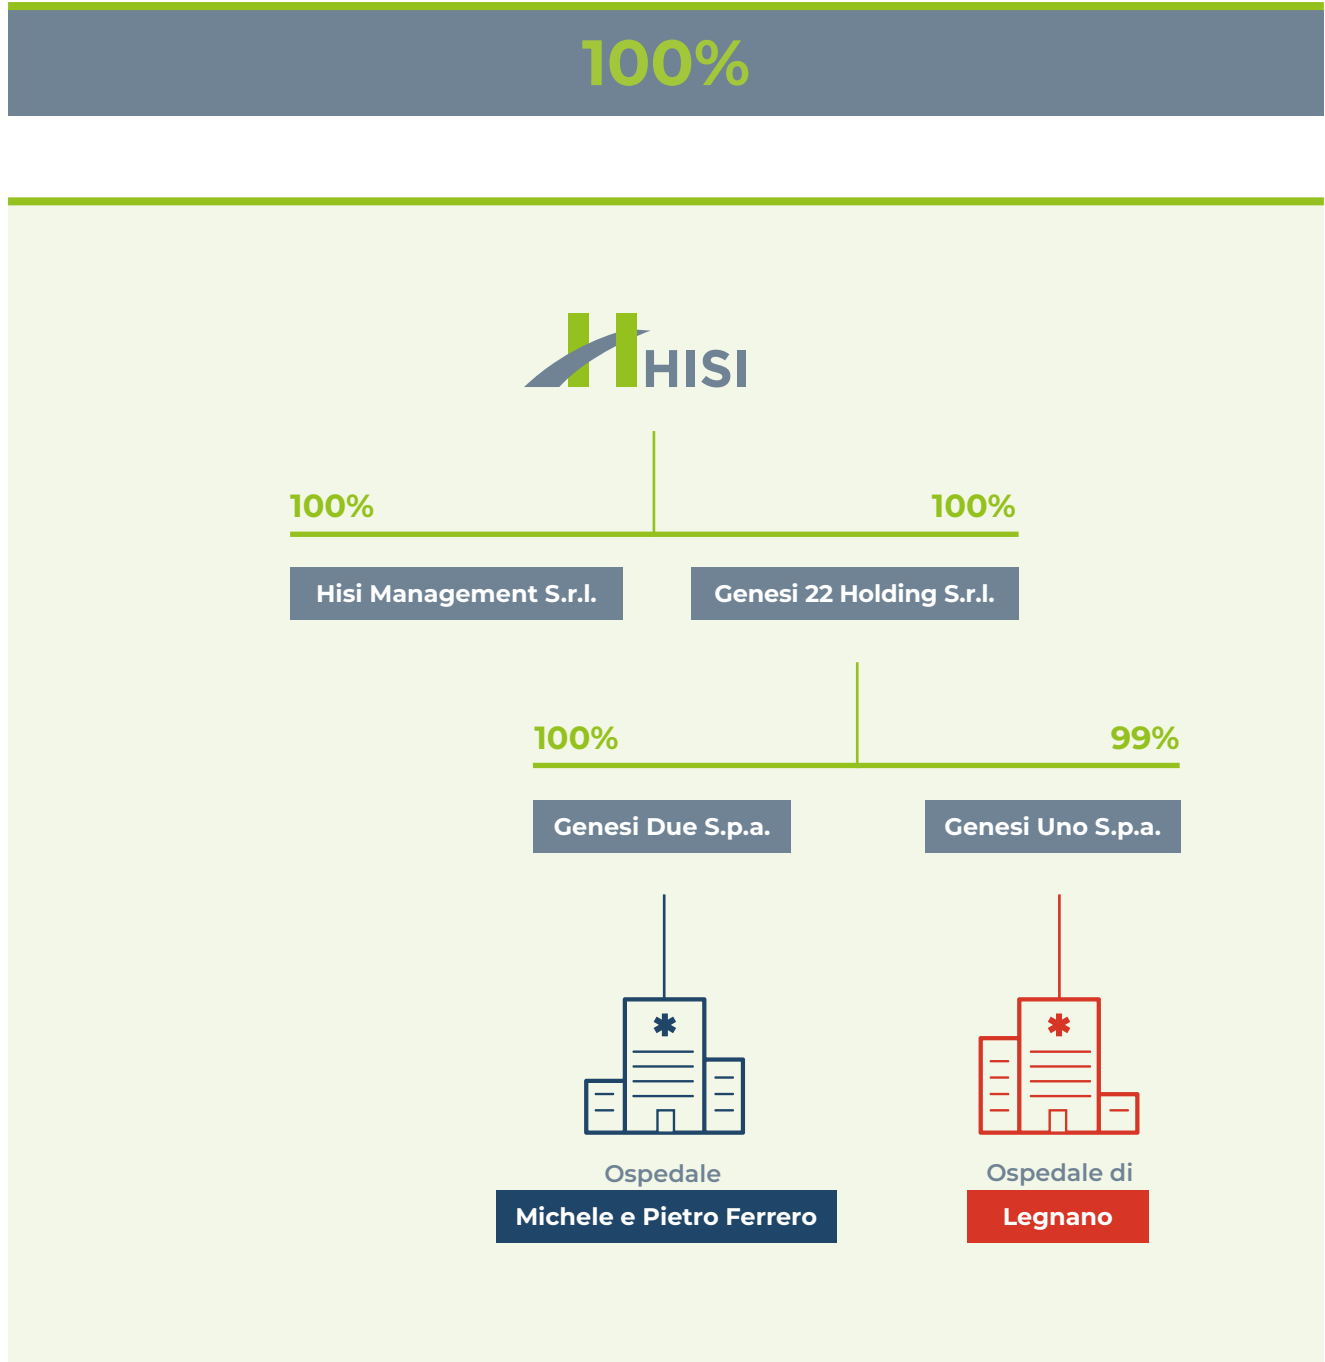 100%
HISI
100%
100%
Hisi Management S.r.l.
Genesi 22 Holding S.r.l.
100%
99%
Genesi Due S.p.a.
Genesi Uno S.p.a.
Ospedale
Michele e Pietro Ferrero
Ospedale di
Legnano